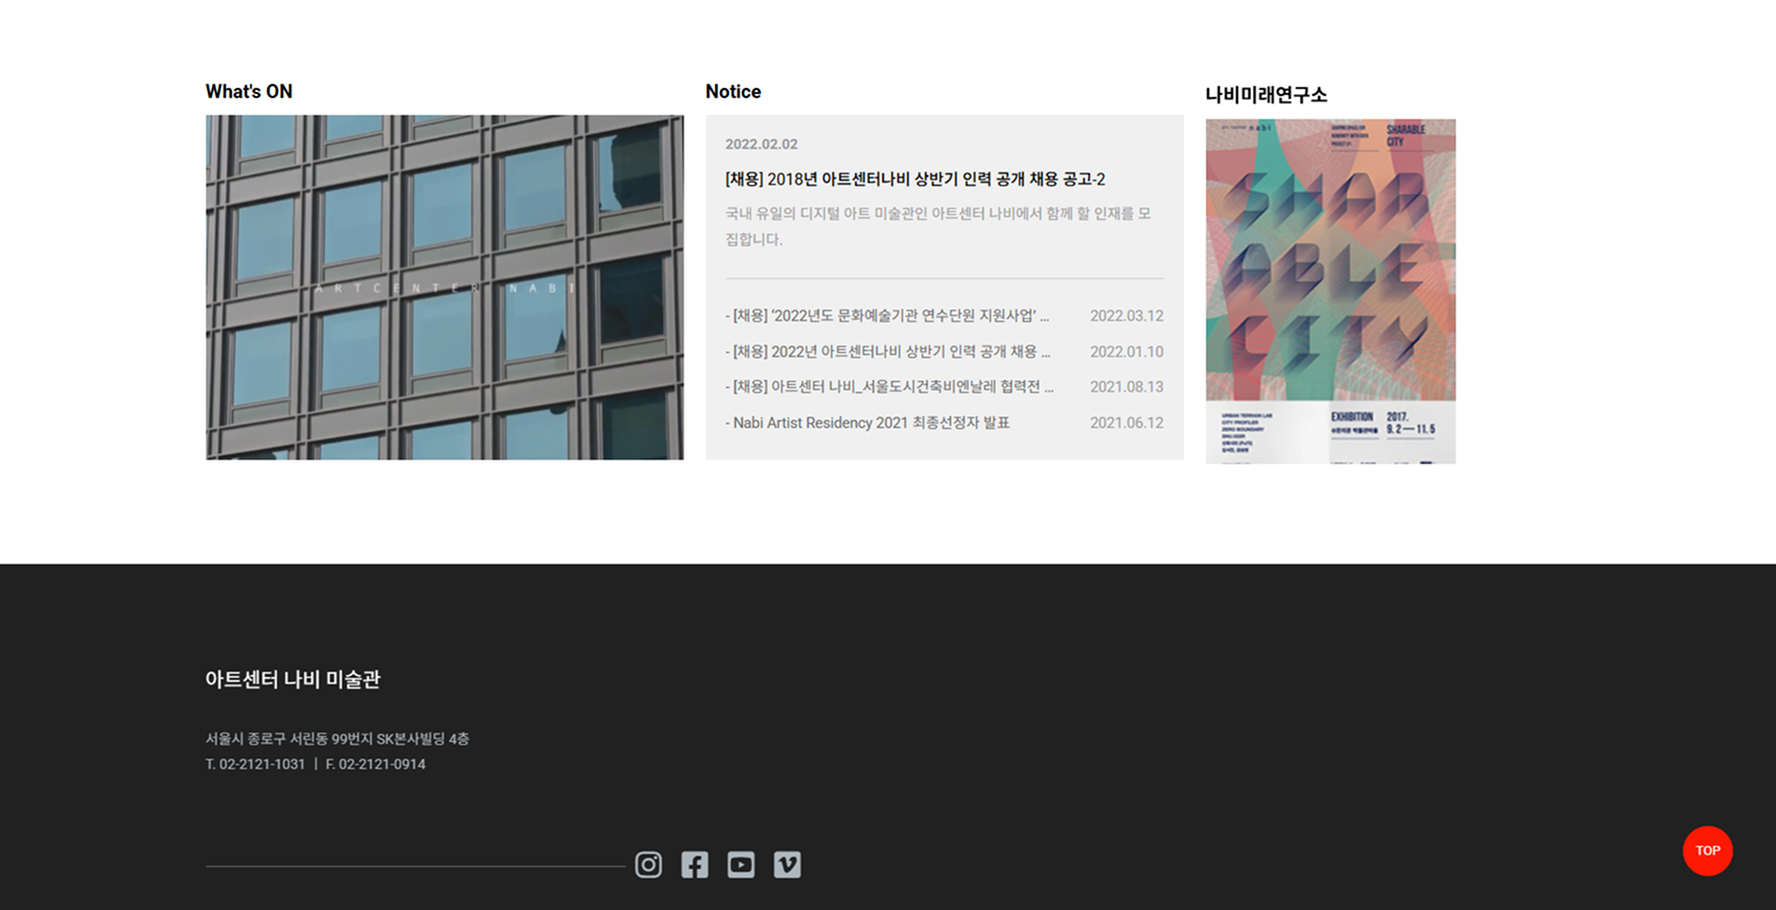 What's ON
ARTCENTER NABI
Notice
2022.02.02
[채용] 2018년 아트센터나비 상반기 인력 공개 채용 공고-2
국내 유일의 디지털 아트 미술관인 아트센터 나비에서 함께 할 인재를 모
집합니다.
- [채용] ‘2022년도 문화예술기관 연수단원 지원사업’ ... 2022.03.12
- [채용] 2022년 아트센터나비 상반기 인력 공개 채용 ... 2022.01.10
- [채용] 아트센터 나비_서울도시건축비엔날레 협력전 ... 2021.08.13
- Nabi Artist Residency 2021 최종선정자 발표 2021.06.12
나비미래연구소
nabi
SHARABLE
CITY
SHAR
ABLE
CITY
URBAN TERRAIN LAB
CITY PROFILER
ZERO BOUNDARY
EXHIBITION
2017.
9. 2 — 11. 5
아트센터 나비 미술관
서울시 종로구 서린동 99번지 SK본사빌딩 4층
T. 02-2121-1031 | F. 02-2121-0914
TOP